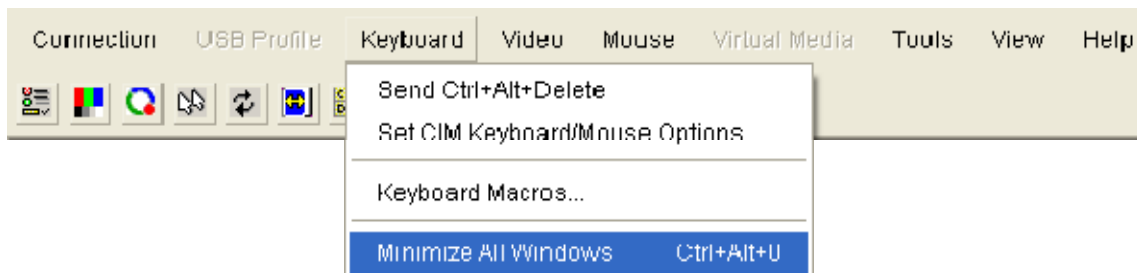 Connection USB Profile Keyboard Video Mouse Virtual Media Tools View Help
Send Ctrl+Alt+Delete
Set CIM Keyboard/Mouse Options
Keyboard Macros...
Minimize All Windows Ctrl+Alt+U